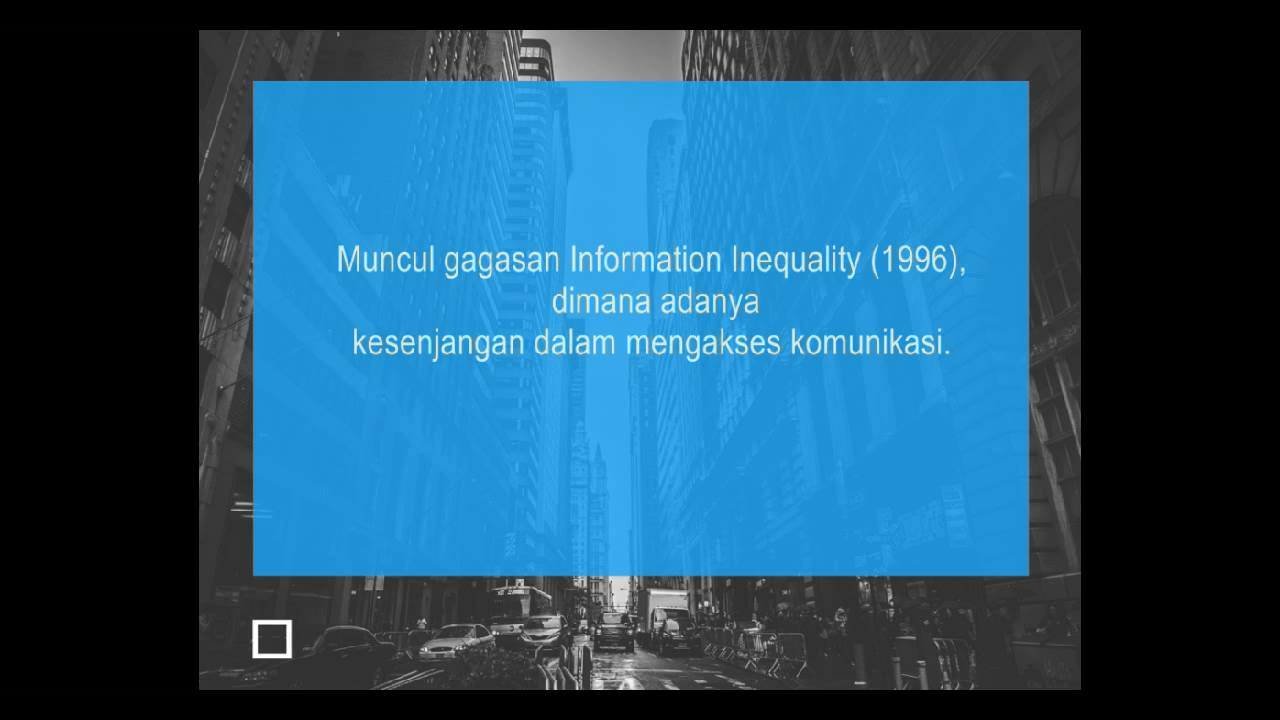 Muncul gagasan Information Inequality (1996),
dimana adanya
kesenjangan dalam mengakses komunikasi.